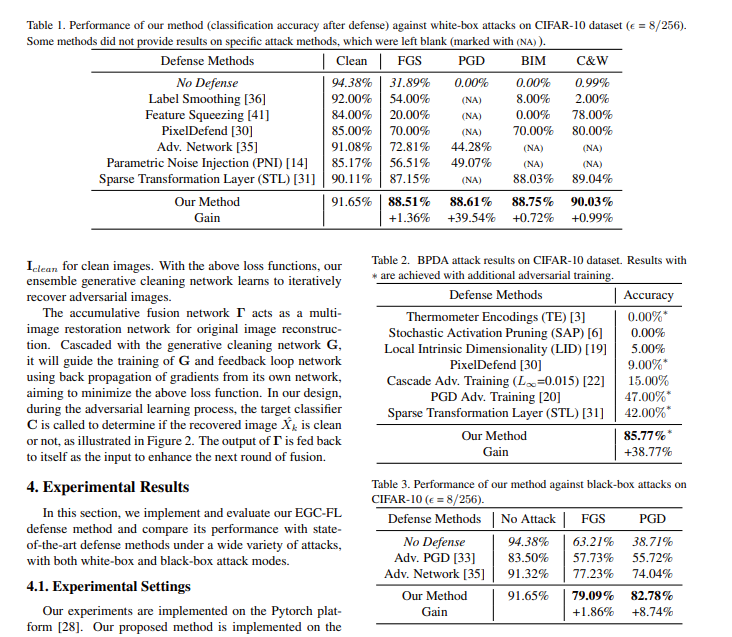 Table 1. Performance of our method (classification accuracy after defense) against white-box attacks on CIFAR-10 dataset (ϵ = 8/256).
Some methods did not provide results on specific attack methods, which were left blank (marked with (NA) ).
Defense Methods Clean FGS PGD BIM C&W
No Defense 94.38% 31.89% 0.00% 0.00% 0.99%
Label Smoothing [36] 92.00% 54.00% (NA) 8.00% 2.00%
Feature Squeezing [41] 84.00% 20.00% (NA) 0.00% 78.00%
PixelDefend [30] 85.00% 70.00% (NA) 70.00% 80.00%
Adv. Network [35] 91.08% 72.81% 44.28% (NA) (NA)
Parametric Noise Injection (PNI) [14] 85.17% 56.51% 49.07% (NA) (NA)
Sparse Transformation Layer (STL) [31] 90.11% 87.15% (NA) 88.03% 89.04%
Our Method 91.65% 88.51% 88.61% 88.75% 90.03%
Gain +1.36% +39.54% +0.72% +0.99%
I_clean for clean images. With the above loss functions, our
ensemble generative cleaning network learns to iteratively
recover adversarial images.
The accumulative fusion network Γ acts as a multi-
image restoration network for original image reconstruc-
tion. Cascaded with the generative cleaning network G,
it will guide the training of G and feedback loop network
using back propagation of gradients from its own network,
aiming to minimize the above loss function. In our design,
during the adversarial learning process, the target classifier
C is called to determine if the recovered image X̂_k is clean
or not, as illustrated in Figure 2. The output of Γ is fed back
to itself as the input to enhance the next round of fusion.
4. Experimental Results
In this section, we implement and evaluate our EGC-FL
defense method and compare its performance with state-
of-the-art defense methods under a wide variety of attacks,
with both white-box and black-box attack modes.
4.1. Experimental Settings
Our experiments are implemented on the Pytorch plat-
form [28]. Our proposed method is implemented on the
Table 2. BPDA attack results on CIFAR-10 dataset. Results with
∗ are achieved with additional adversarial training.
Defense Methods Accuracy
Thermometer Encodings (TE) [3] 0.00%*
Stochastic Activation Pruning (SAP) [6] 0.00%
Local Intrinsic Dimensionality (LID) [19] 5.00%
PixelDefend [30] 9.00%*
Cascade Adv. Training (L∞=0.015) [22] 15.00%
PGD Adv. Training [20] 47.00%*
Sparse Transformation Layer (STL) [31] 42.00%*
Our Method 85.77%*
Gain +38.77%
Table 3. Performance of our method against black-box attacks on
CIFAR-10 (ϵ = 8/256).
Defense Methods No Attack FGS PGD
No Defense 94.38% 63.21% 38.71%
Adv. PGD [33] 83.50% 57.73% 55.72%
Adv. Network [35] 91.32% 77.23% 74.04%
Our Method 91.65% 79.09% 82.78%
Gain +1.86% +8.74%